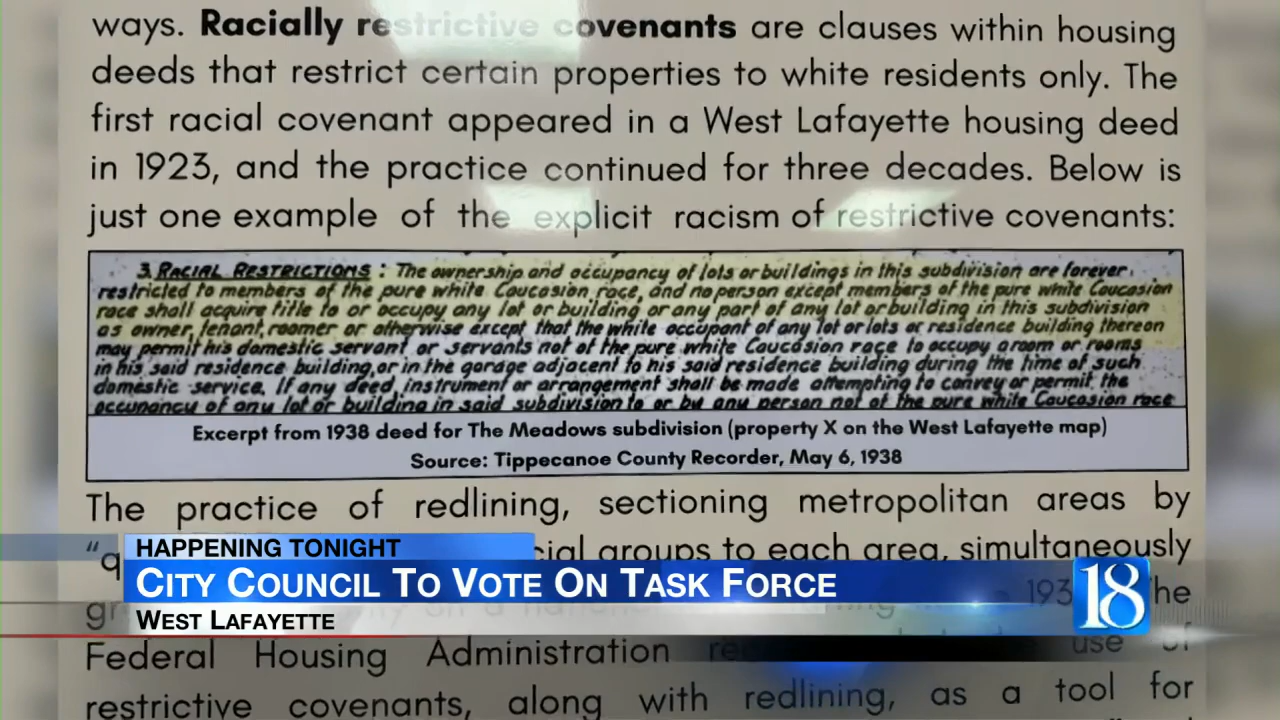 ways. Racially restrictive covenants are clauses within housing
deeds that restrict certain properties to white residents only. The
first racial covenant appeared in a West Lafayette housing deed
in 1923, and the practice continued for three decades. Below is
just one example of the explicit racism of restrictive covenants:
3. RACIAL RESTRICTIONS: The ownership and occupancy of lots or buildings in this subdivision are forever
restricted to members of the pure white Caucasion race, and no person except members of the pure white Caucasion
race shall acquire title to or occupy any lot or building or any part of any lot or building in this subdivision
as owner, tenant, roomer or otherwise except that the white occupant of any lot or lots or residence building thereon
may permit his domestic servant or servants not of the pure white Caucasion race to occupy a room or rooms
in his said residence building, or in the garage adjacent to his said residence building during the time of such
domestic service. If any deed, instrument or arrangement shall be made attempting to convey or permit the
occupancy of any lot or building in said subdivision to or by any person not of the pure white Caucasion race
Excerpt from 1938 deed for The Meadows subdivision (property X on the West Lafayette map)
Source: Tippecanoe County Recorder, May 6, 1938
The practice of redlining, sectioning metropolitan areas by
groups to each area, simultaneously
HAPPENING TONIGHT
CITY COUNCIL TO VOTE ON TASK FORCE
18
WEST LAFAYETTE
Federal Housing Administration use of
restrictive covenants, along with redlining, as a tool for